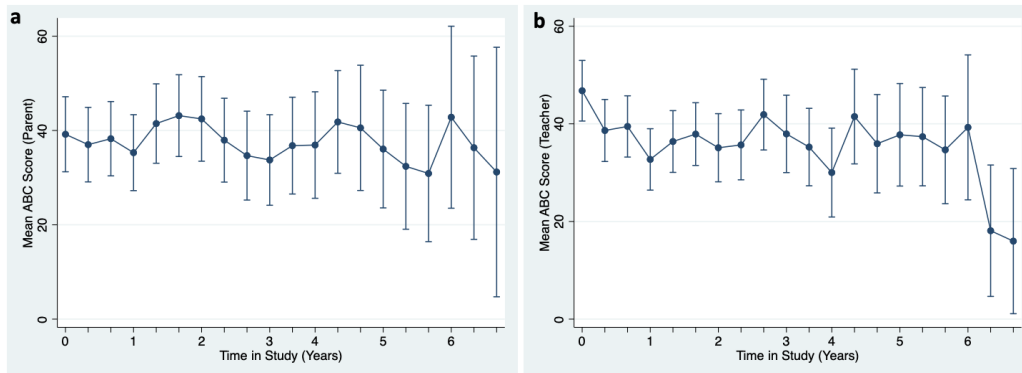 a
60
40
20
0
Mean ABC Score (Parent)
0 1 2 3 4 5 6
Time in Study (Years)
b
60
40
20
0
Mean ABC Score (Teacher)
0 1 2 3 4 5 6
Time in Study (Years)